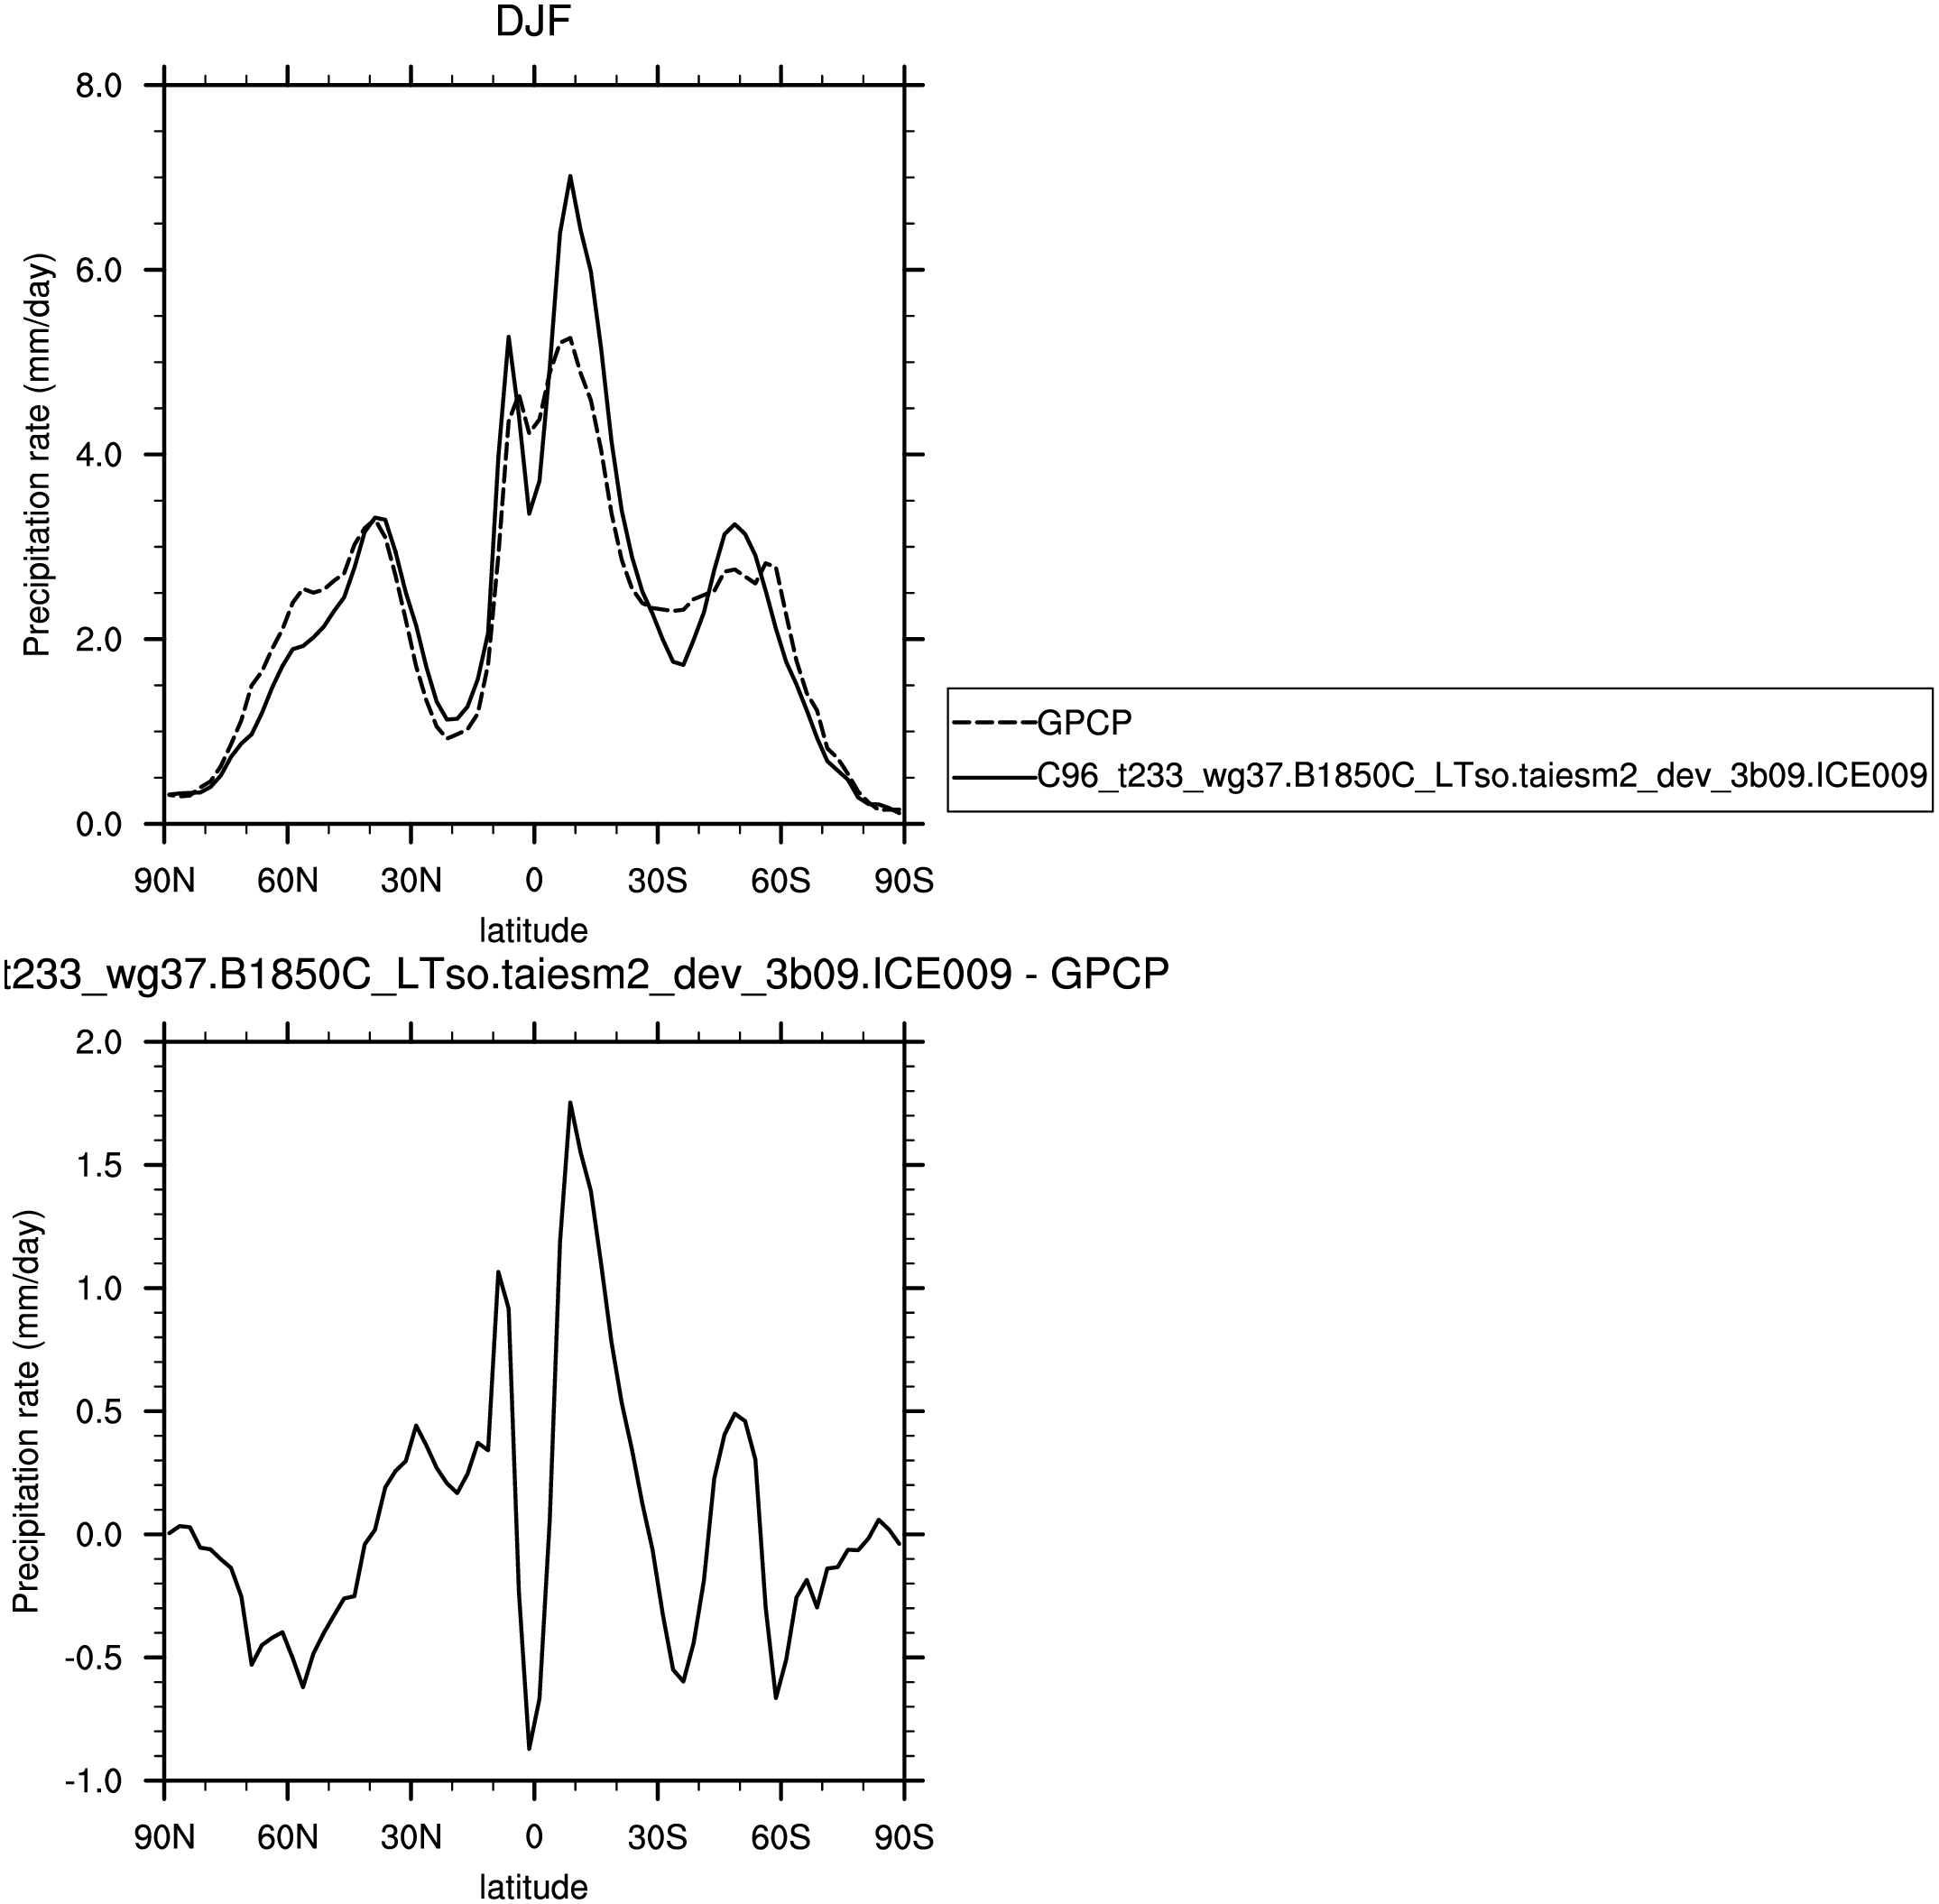 DJF
8.0
6.0
4.0
2.0
0.0
Precipitation rate (mm/day)
90N 60N 30N 0 30S 60S 90S
latitude
GPCP
C96_t233_wg37.B1850C_LTso.taiesm2_dev_3b09.ICE009
t233_wg37.B1850C_LTso.taiesm2_dev_3b09.ICE009 - GPCP
2.0
1.5
1.0
0.5
0.0
-0.5
-1.0
Precipitation rate (mm/day)
90N 60N 30N 0 30S 60S 90S
latitude